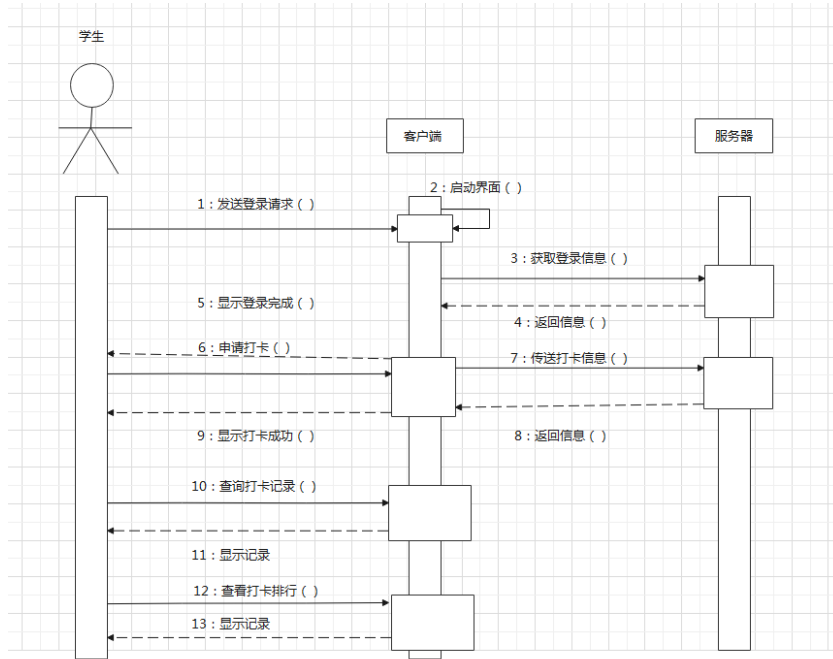 学生
客户端
服务器
2：启动界面（ ）
1：发送登录请求（ ）
3：获取登录信息（ ）
5：显示登录完成（ ）
4：返回信息（ ）
6：申请打卡（ ）
7：传送打卡信息（ ）
9：显示打卡成功（ ）
8：返回信息（ ）
10：查询打卡记录（ ）
11：显示记录
12：查看打卡排行（ ）
13：显示记录